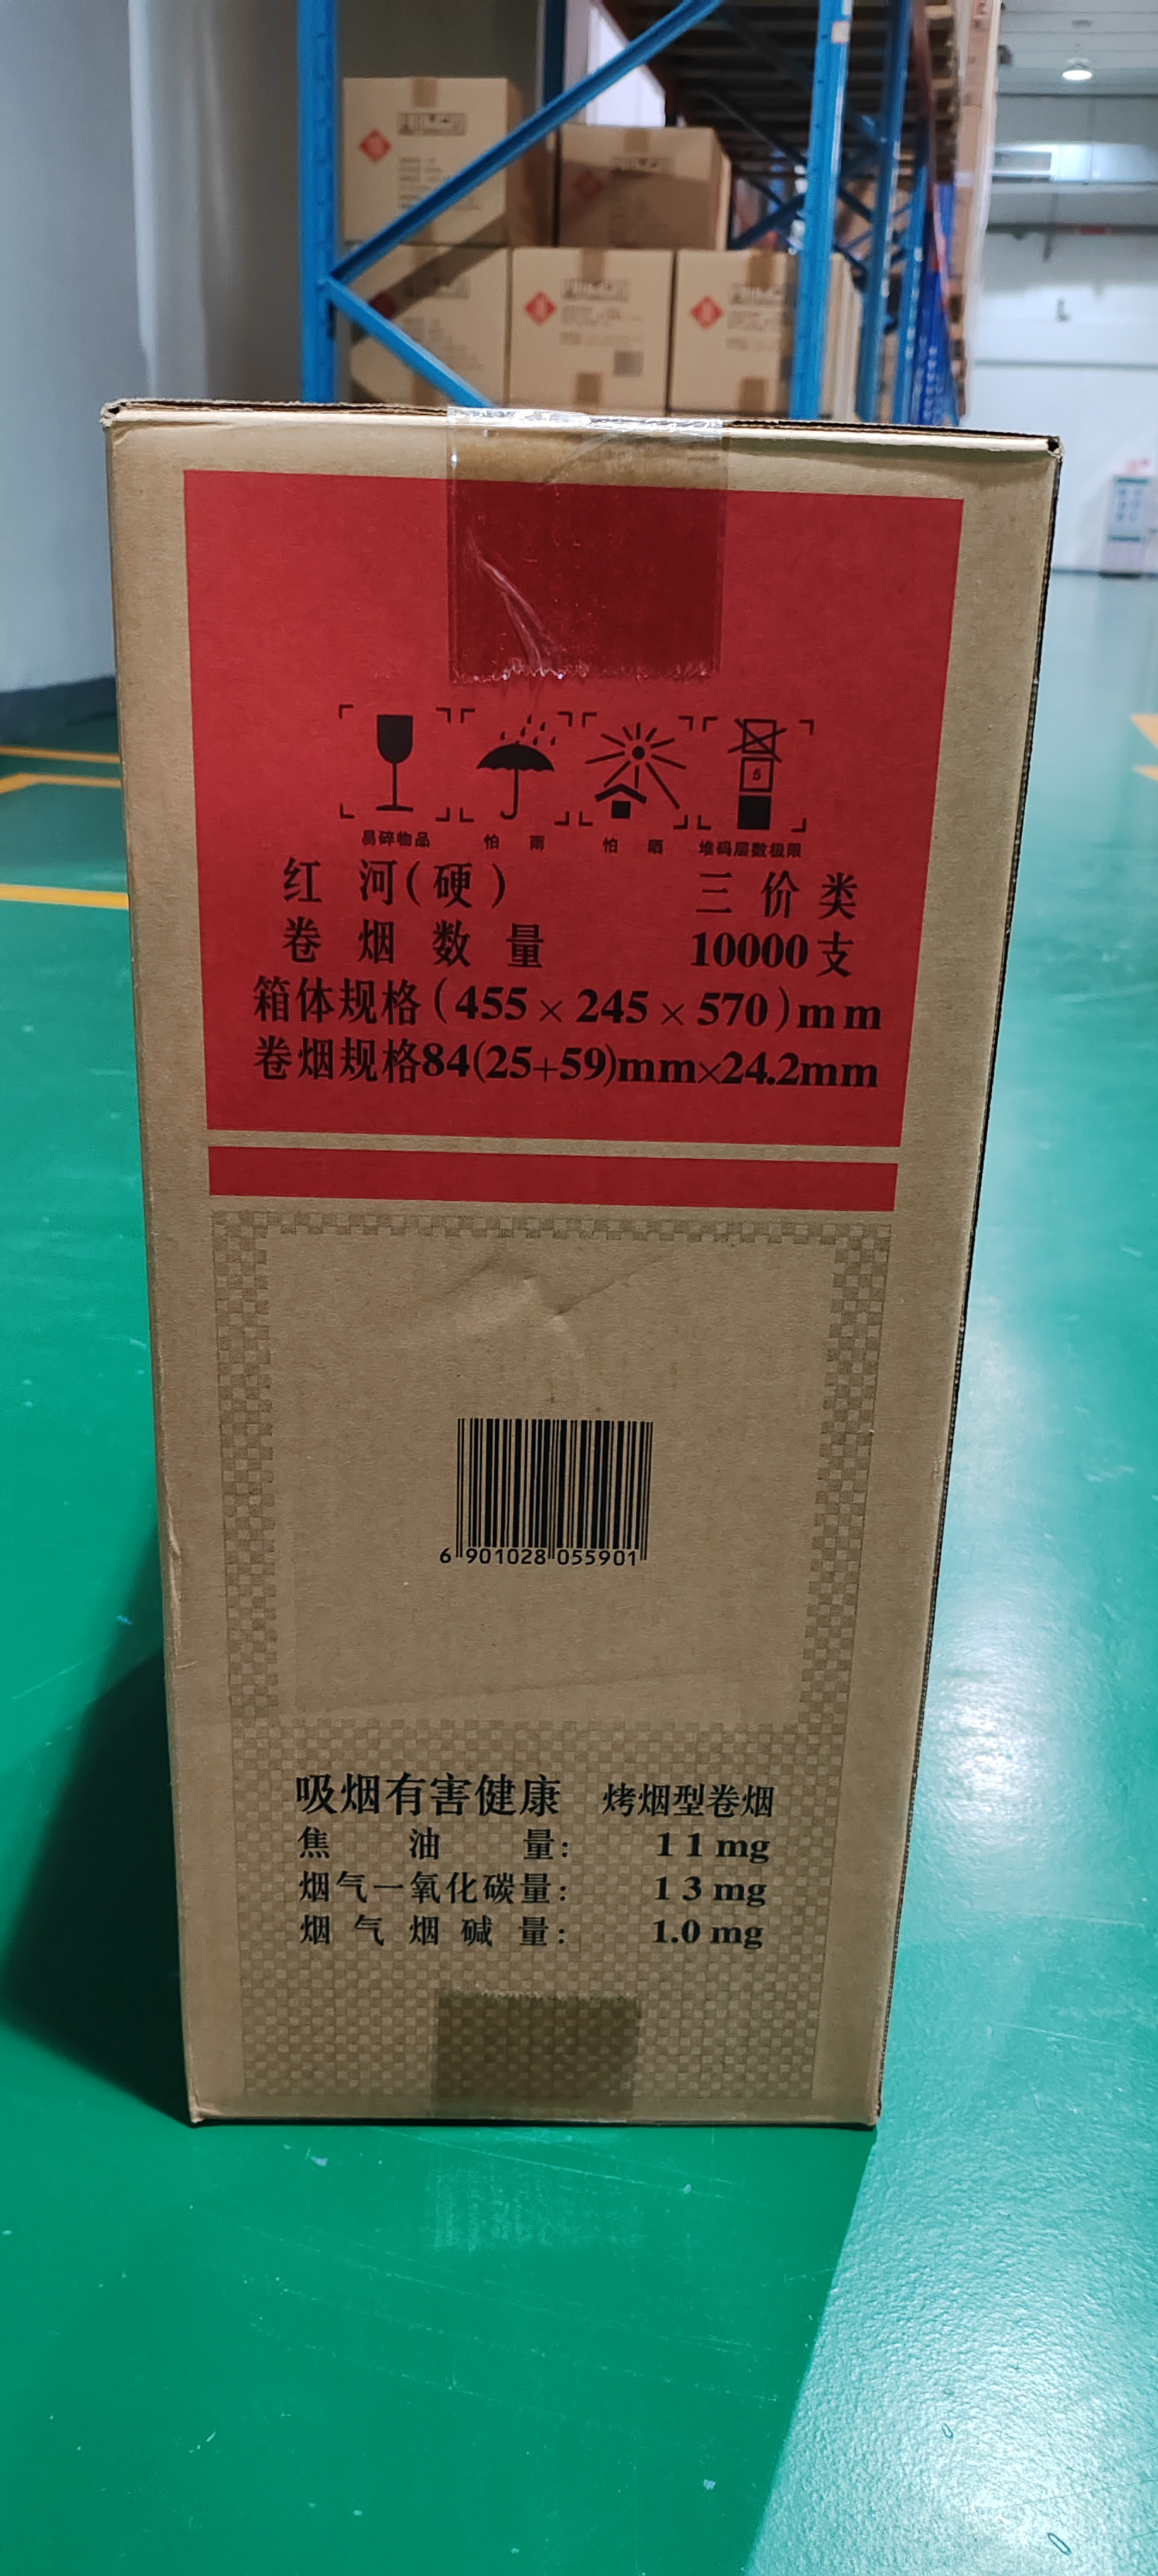 易碎物品 怕 雨 怕 晒 堆码层数极限
5
红 河(硬) 三 价 类
卷 烟 数 量 10000支
箱体规格(455×245×570)mm
卷烟规格84(25+59)mm×24.2mm
6 901028 055901
吸烟有害健康 烤烟型卷烟
焦 油 量: 11mg
烟气一氧化碳量: 13mg
烟 气 烟 碱 量: 1.0mg